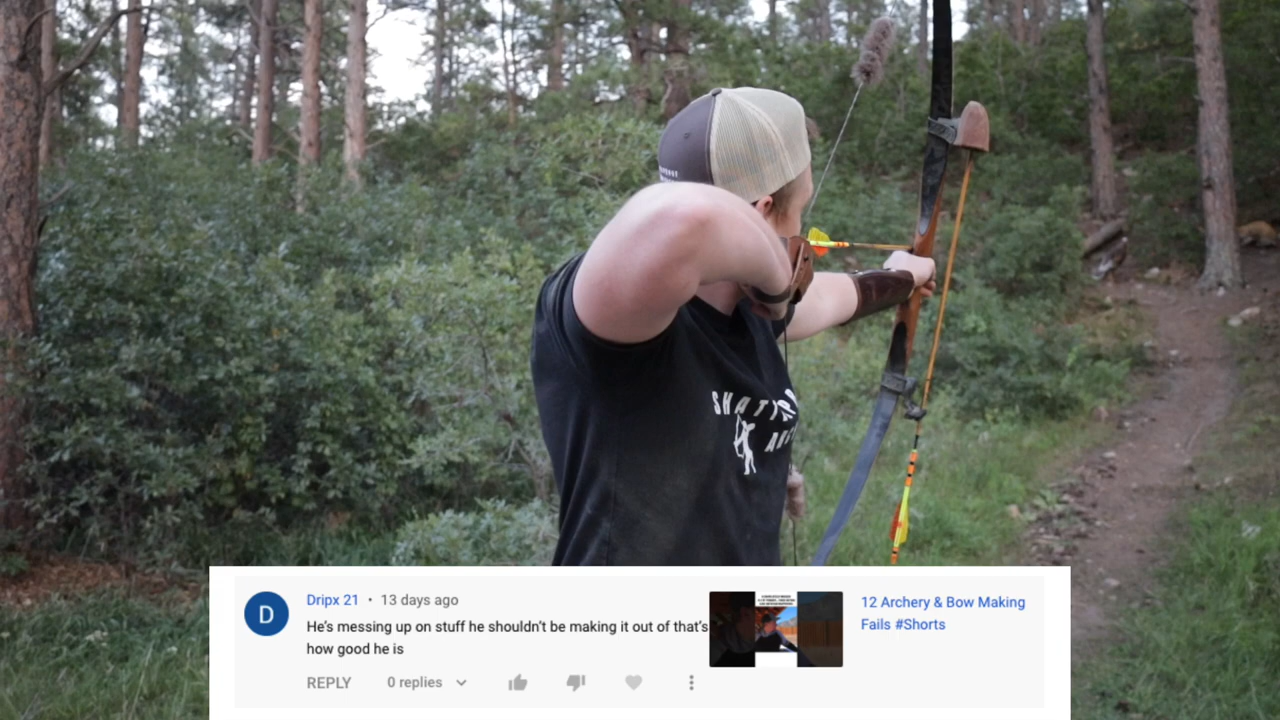 Dripx 21 • 13 days ago
He's messing up on stuff he shouldn't be making it out of that's
how good he is
REPLY 0 replies
12 Archery & Bow Making
Fails #Shorts